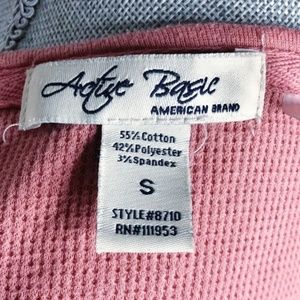 Active Basic
AMERICAN BRAND
55%Cotton
42%Polyester
3%Spandex
S
STYLE#8710
RN#111953